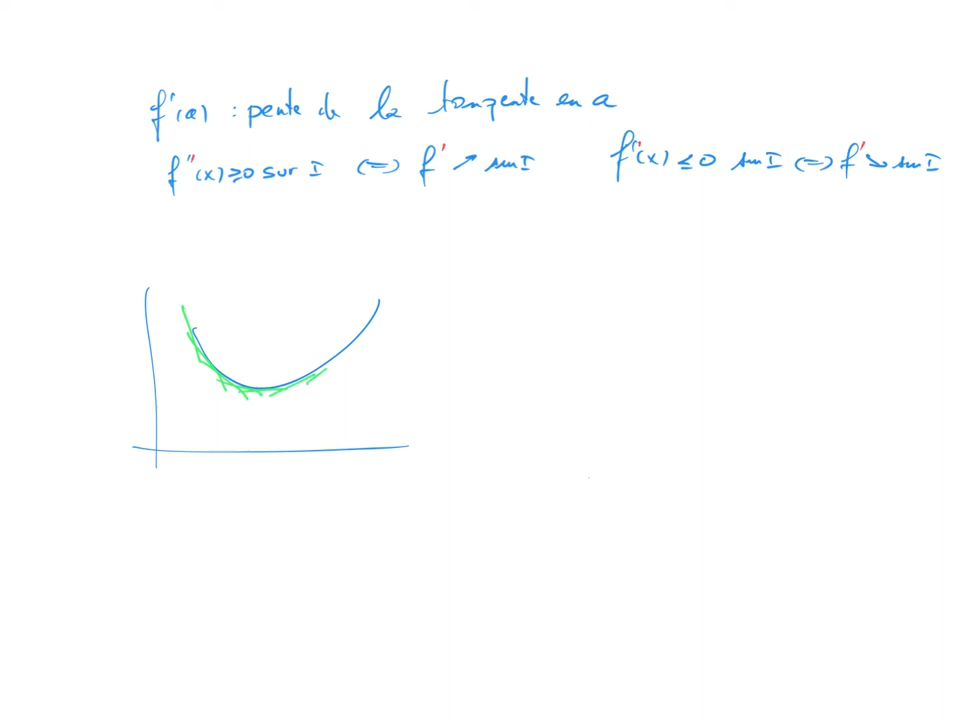 f'(a) : pente de la tangente en a
f''(x) ≥ 0 sur I ⇔ f' ↗ sur I f''(x) ≤ 0 sur I ⇔ f' ↘ sur I